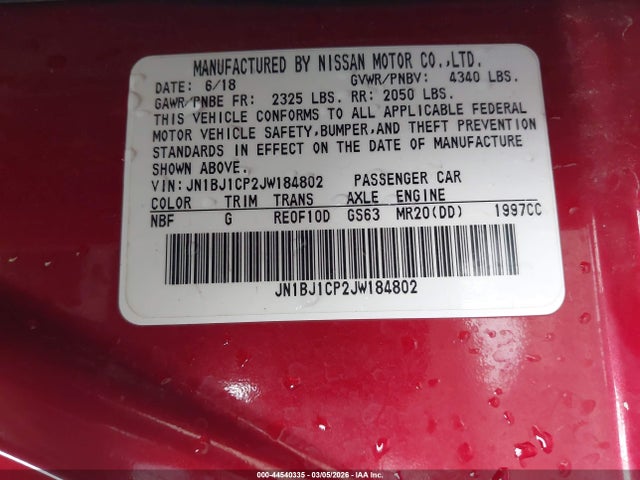 MANUFACTURED BY NISSAN MOTOR CO.,LTD.
DATE: 6/18 GVWR/PNBV: 4340 LBS.
GAWR/PNBE FR: 2325 LBS. RR: 2050 LBS.
THIS VEHICLE CONFORMS TO ALL APPLICABLE FEDERAL
MOTOR VEHICLE SAFETY,BUMPER,AND THEFT PREVENTION
STANDARDS IN EFFECT ON THE DATE OF MANUFACTURE
SHOWN ABOVE.
VIN: JN1BJ1CP2JW184802 PASSENGER CAR
COLOR TRIM TRANS AXLE ENGINE
NBF G RE0F10D GS63 MR20(DD) 1997CC
JN1BJ1CP2JW184802
000-44540335 03/05/2026 IAA Inc.